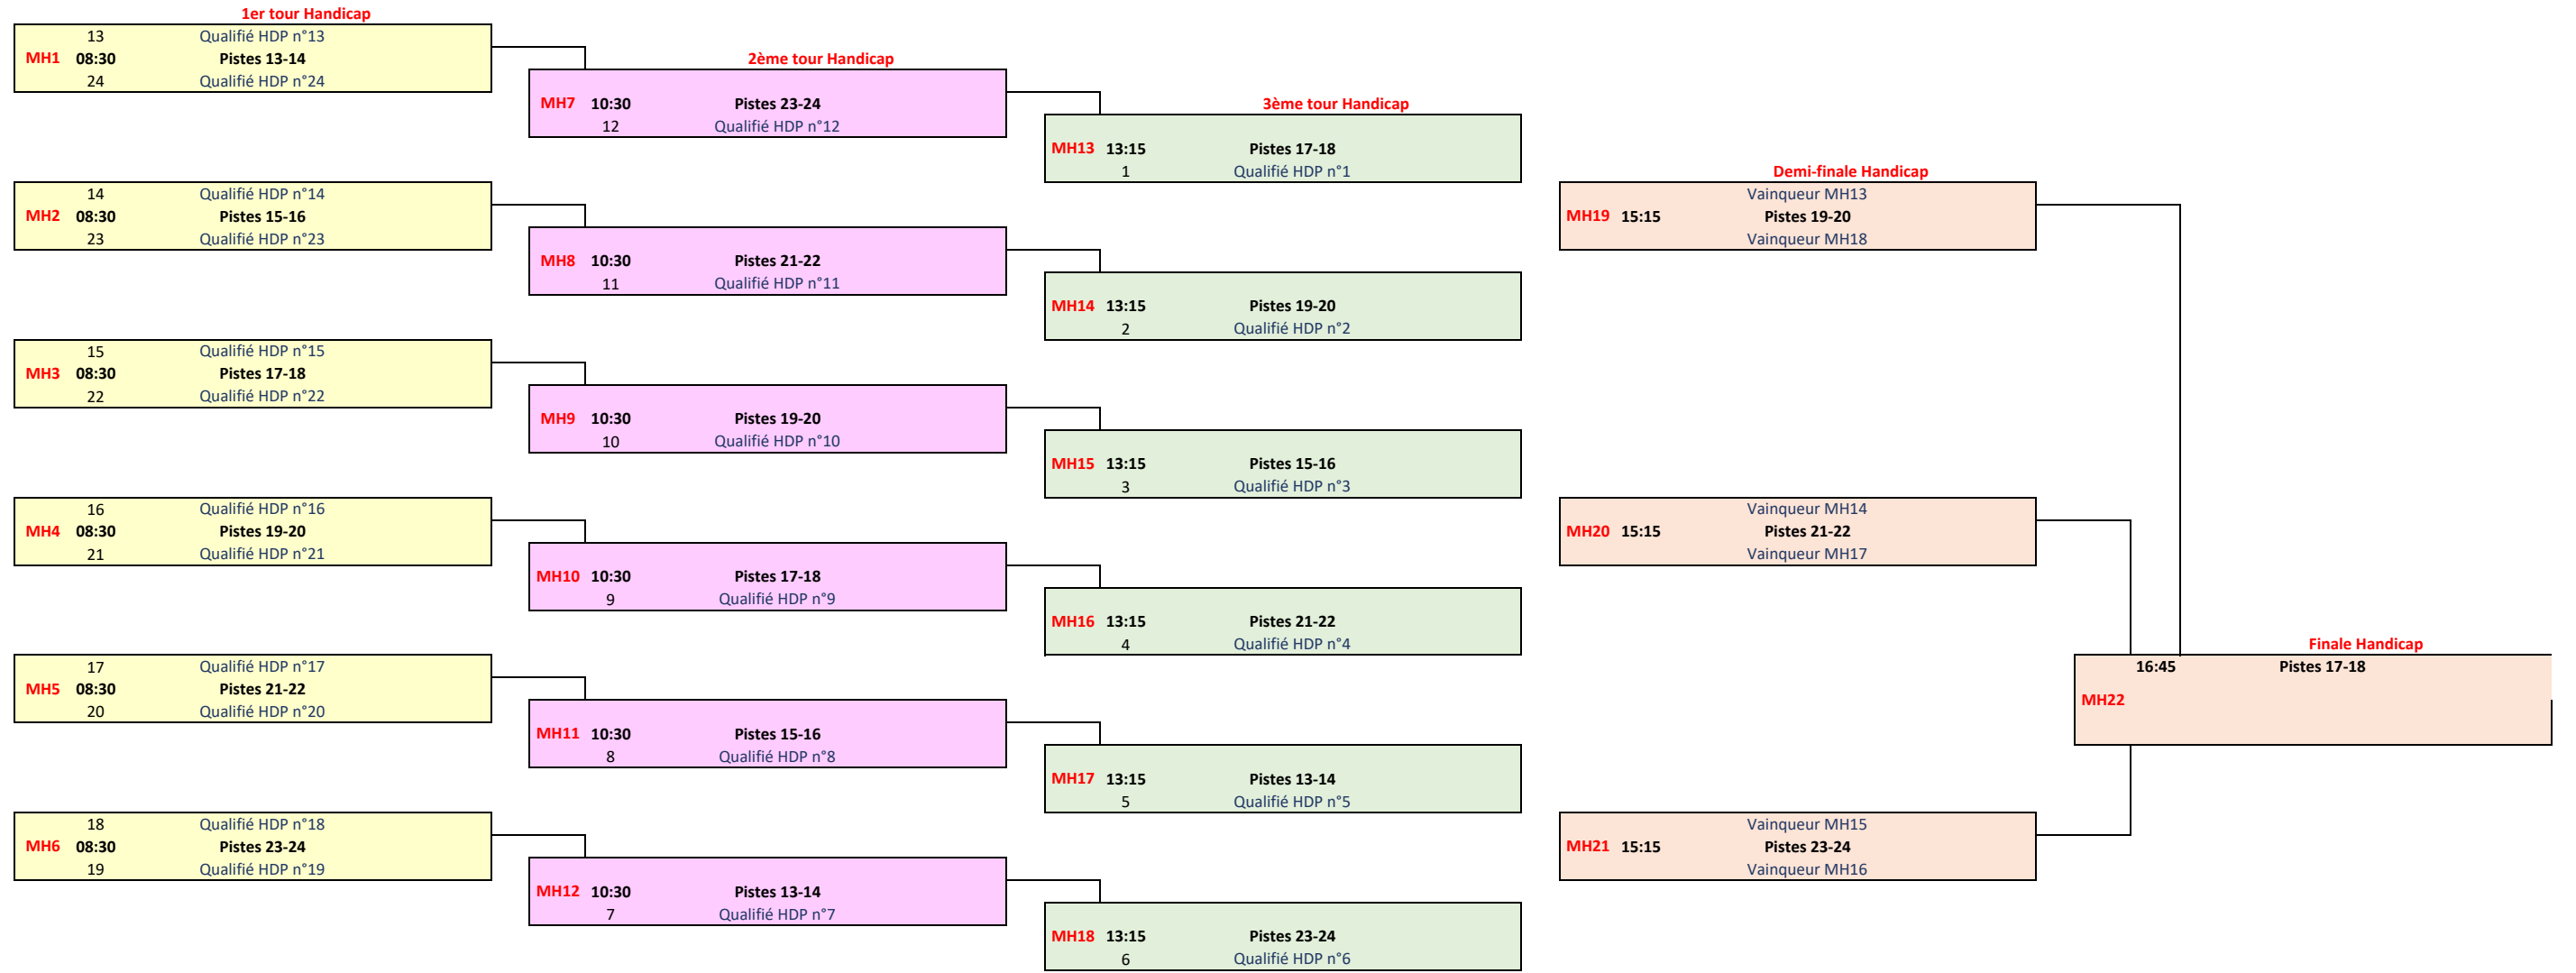 1er tour Handicap
13 Qualifié HDP n°13
MH1 08:30 Pistes 13-14
24 Qualifié HDP n°24
14 Qualifié HDP n°14
MH2 08:30 Pistes 15-16
23 Qualifié HDP n°23
15 Qualifié HDP n°15
MH3 08:30 Pistes 17-18
22 Qualifié HDP n°22
16 Qualifié HDP n°16
MH4 08:30 Pistes 19-20
21 Qualifié HDP n°21
17 Qualifié HDP n°17
MH5 08:30 Pistes 21-22
20 Qualifié HDP n°20
18 Qualifié HDP n°18
MH6 08:30 Pistes 23-24
19 Qualifié HDP n°19
2ème tour Handicap
MH7 10:30 Pistes 23-24
12 Qualifié HDP n°12
MH8 10:30 Pistes 21-22
11 Qualifié HDP n°11
MH9 10:30 Pistes 19-20
10 Qualifié HDP n°10
MH10 10:30 Pistes 17-18
9 Qualifié HDP n°9
MH11 10:30 Pistes 15-16
8 Qualifié HDP n°8
MH12 10:30 Pistes 13-14
7 Qualifié HDP n°7
3ème tour Handicap
MH13 13:15 Pistes 17-18
1 Qualifié HDP n°1
MH14 13:15 Pistes 19-20
2 Qualifié HDP n°2
MH15 13:15 Pistes 15-16
3 Qualifié HDP n°3
MH16 13:15 Pistes 21-22
4 Qualifié HDP n°4
MH17 13:15 Pistes 13-14
5 Qualifié HDP n°5
MH18 13:15 Pistes 23-24
6 Qualifié HDP n°6
Demi-finale Handicap
Vainqueur MH13
MH19 15:15 Pistes 19-20
Vainqueur MH18
Vainqueur MH14
MH20 15:15 Pistes 21-22
Vainqueur MH17
Vainqueur MH15
MH21 15:15 Pistes 23-24
Vainqueur MH16
Finale Handicap
16:45 Pistes 17-18
MH22